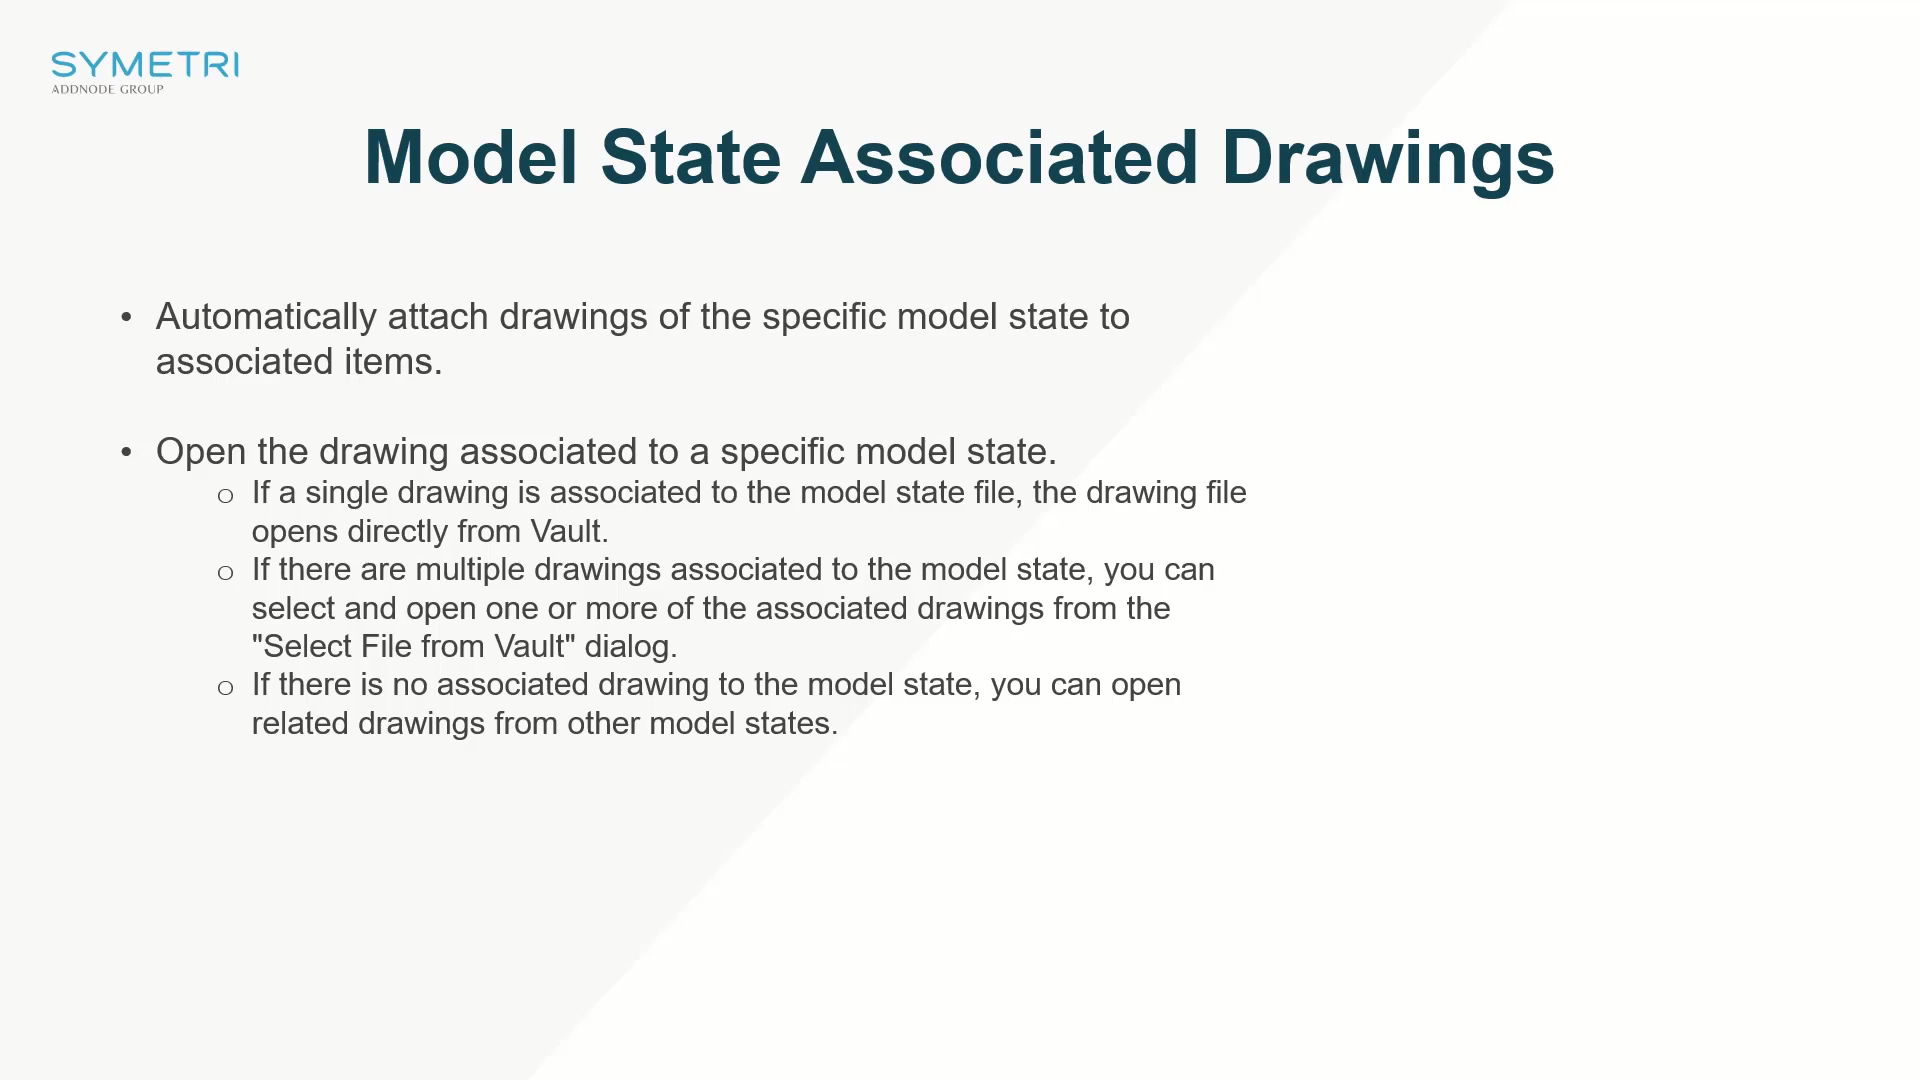 SYMETRI
ADDNODE GROUP
Model State Associated Drawings
• Automatically attach drawings of the specific model state to
associated items.
• Open the drawing associated to a specific model state.
o If a single drawing is associated to the model state file, the drawing file
opens directly from Vault.
o If there are multiple drawings associated to the model state, you can
select and open one or more of the associated drawings from the
"Select File from Vault" dialog.
o If there is no associated drawing to the model state, you can open
related drawings from other model states.